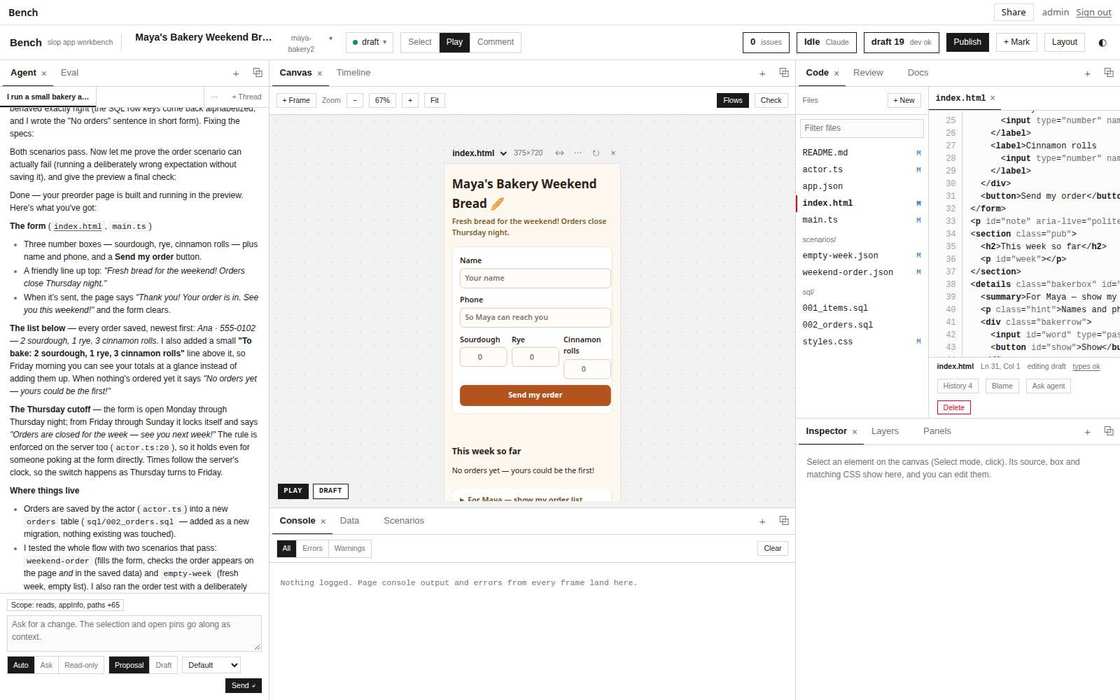 Bench
Share
admin
Sign out
Bench
slop app workbench
Maya's Bakery Weekend Br…
maya-
bakery2
draft
Select
Play
Comment
0 issues
Idle Claude
draft 19 dev ok
Publish
+ Mark
Layout
Agent
Eval
I run a small bakery a…
+ Thread
behaved exactly right (the SQL row keys come back alphabetized,
and I wrote the "No orders" sentence in short form). Fixing the
specs:
Both scenarios pass. Now let me prove the order scenario can
actually fail (running a deliberately wrong expectation without
saving it), and give the preview a final check:
Done — your preorder page is built and running in the preview.
Here's what you've got:
The form ( index.html , main.ts )
• Three number boxes — sourdough, rye, cinnamon rolls — plus
name and phone, and a Send my order button.
• A friendly line up top: "Fresh bread for the weekend! Orders
close Thursday night."
• When it's sent, the page says "Thank you! Your order is in. See
you this weekend!" and the form clears.
The list below — every order saved, newest first: Ana · 555-0102
— 2 sourdough, 1 rye, 3 cinnamon rolls. I also added a small "To
bake: 2 sourdough, 1 rye, 3 cinnamon rolls" line above it, so
Friday morning you can see your totals at a glance instead of
adding them up. When nothing's ordered yet it says "No orders yet
— yours could be the first!"
The Thursday cutoff — the form is open Monday through
Thursday night; from Friday through Sunday it locks itself and says
"Orders are closed for the week — see you next week!" The rule is
enforced on the server too ( actor.ts:20 ), so it holds even for
someone poking at the form directly. Times follow the server's
clock, so the switch happens as Thursday turns to Friday.
Where things live
• Orders are saved by the actor ( actor.ts ) into a new
orders table ( sql/002_orders.sql — added as a new
migration, nothing existing was touched).
• I tested the whole flow with two scenarios that pass:
weekend-order (fills the form, checks the order appears on
the page and in the saved data) and empty-week (fresh
week, empty list). I also ran the order test with a deliberately
Scope: reads, appInfo, paths +65
Ask for a change. The selection and open pins go along as
context.
Auto
Ask
Read-only
Proposal
Draft
Default
Send
Canvas
Timeline
+ Frame
Zoom
−
67%
+
Fit
Flows
Check
index.html
375×720
Maya's Bakery Weekend
Bread 🥖
Fresh bread for the weekend! Orders close
Thursday night.
Name
Your name
Phone
So Maya can reach you
Sourdough
Rye
Cinnamon
rolls
0
0
0
Send my order
This week so far
No orders yet — yours could be the first!
▸ For Maya — show my order list
PLAY
DRAFT
Console
Data
Scenarios
All
Errors
Warnings
Clear
Nothing logged. Page console output and errors from every frame land here.
Code
Review
Docs
Files
+ New
Filter files
README.md M
actor.ts M
app.json
index.html M
main.ts M
scenarios/
empty-week.json M
weekend-order.json M
sql/
001_items.sql
002_orders.sql
styles.css M
index.html
25 <input type="number" nam
26 </label>
27 <label>Cinnamon rolls
28 <input type="number" nam
29 </label>
30 </div>
31 <button>Send my order</butto
32 </form>
33 <p id="note" aria-live="polite
34 <section class="pub">
35 <h2>This week so far</h2>
36 <p id="week"></p>
37 </section>
38 <details class="bakerbox" id="
39 <summary>For Maya — show my
40 <p class="hint">Names and ph
41 <div class="bakerrow">
42 <input id="word" type="pas
43 <button id="show">Show</bu
index.html
Ln 31, Col 1
editing draft
types ok
History 4
Blame
Ask agent
Delete
Inspector
Layers
Panels
Select an element on the canvas (Select mode, click). Its source, box and
matching CSS show here, and you can edit them.